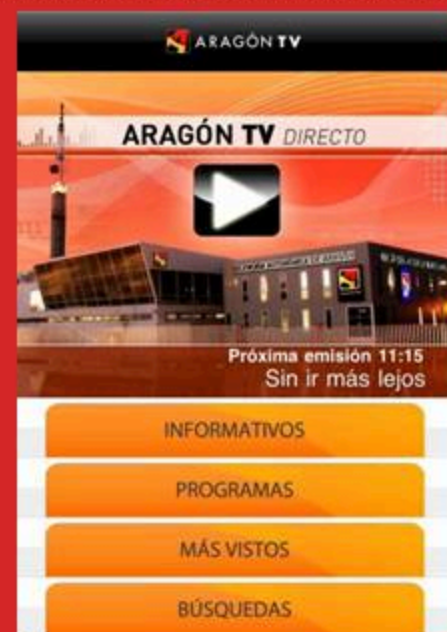 ARAGÓN TV
ARAGÓN TV DIRECTO
Próxima emisión 11:15
Sin ir más lejos
INFORMATIVOS
PROGRAMAS
MÁS VISTOS
BÚSQUEDAS